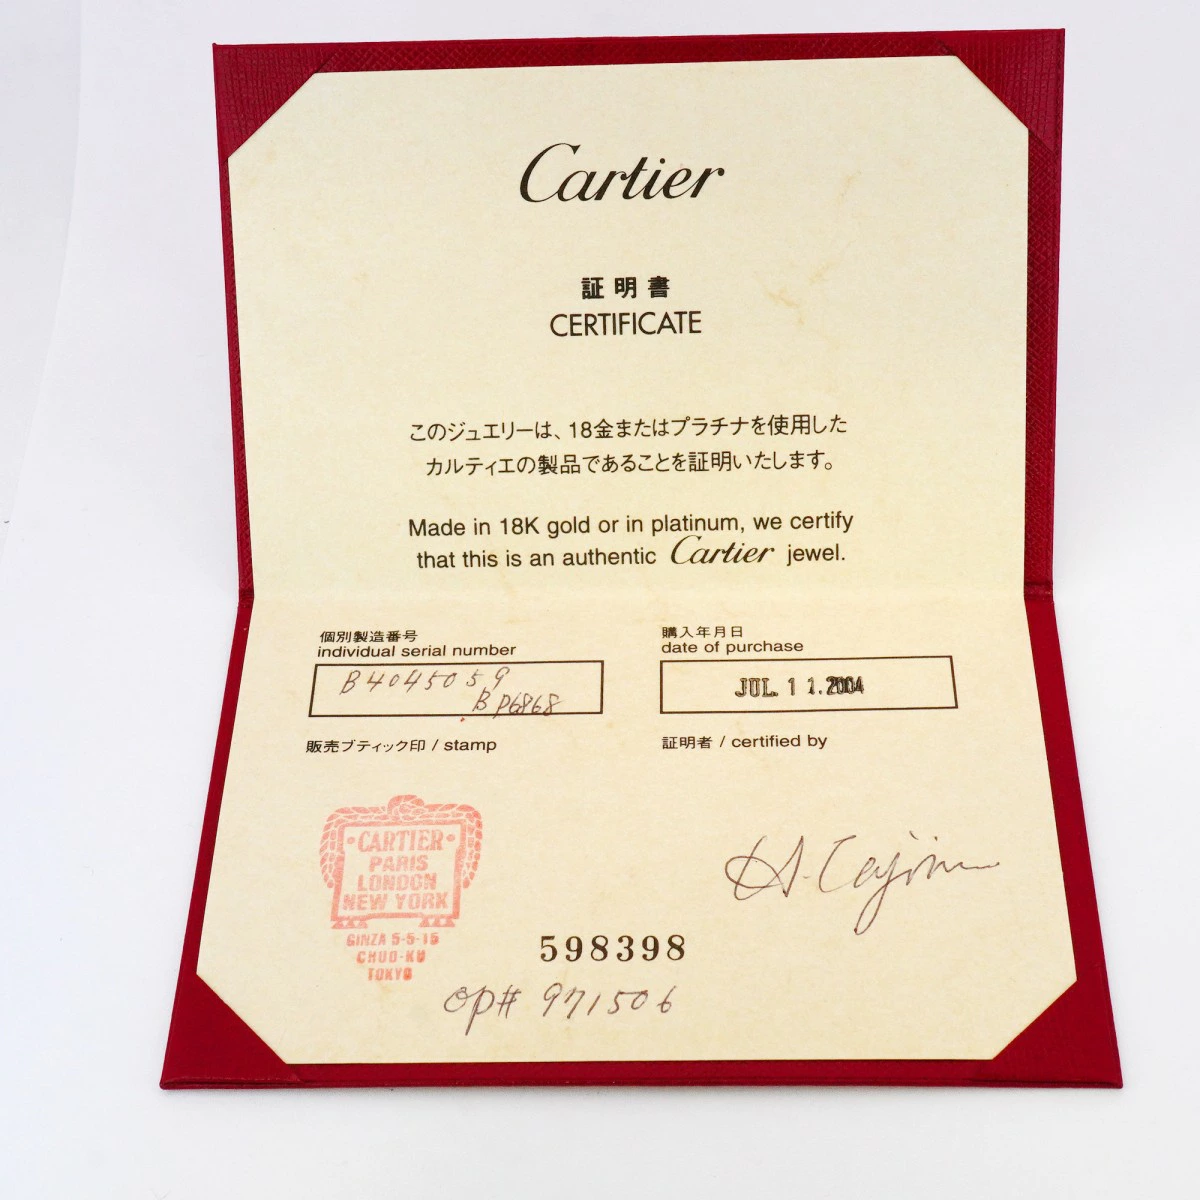 Cartier
証明書
CERTIFICATE
このジュエリーは、18金またはプラチナを使用した
カルティエの製品であることを証明いたします。
Made in 18K gold or in platinum, we certify
that this is an authentic Cartier jewel.
個別製造番号
individual serial number
B4045059
BP6868
購入年月日
date of purchase
JUL. 11.2004
販売ブティック印 / stamp
証明者 / certified by
·CARTIER·
PARIS
LONDON
NEW YORK
GINZA 5-5-15
CHUO-KU
TOKYO
598398
OP# 971506